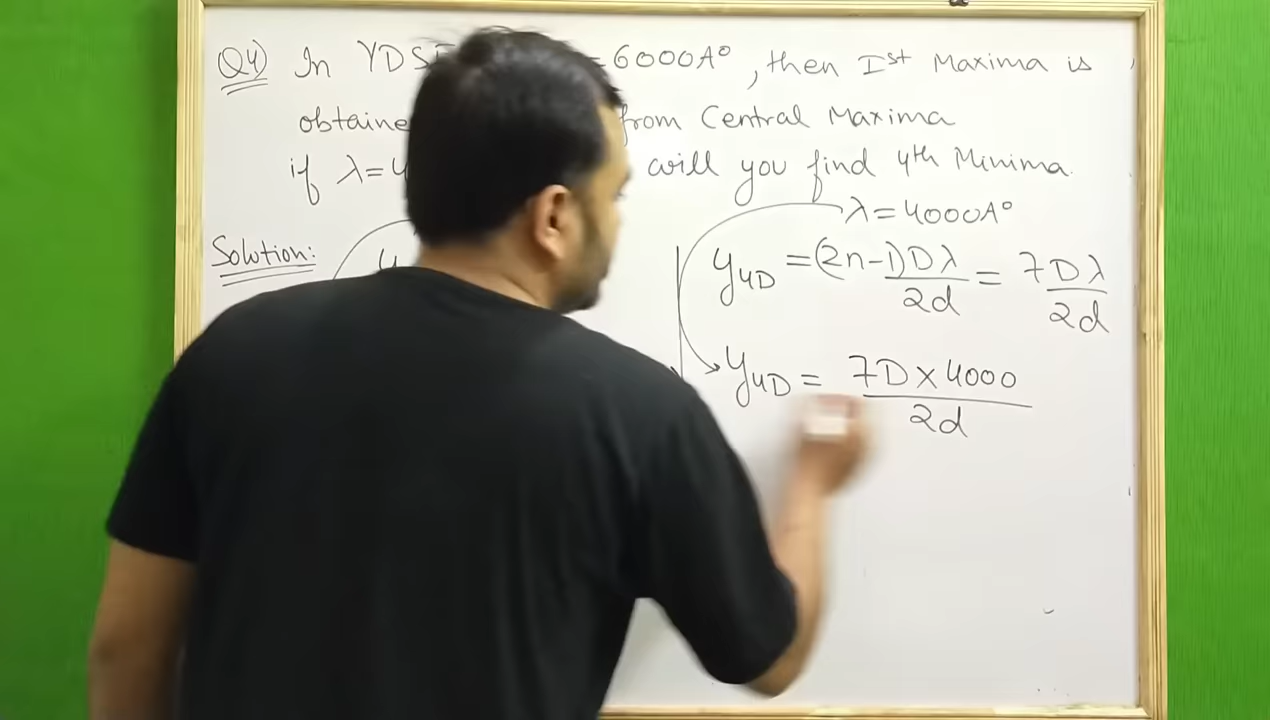 Q4) In YDS =6000A° , then Ist Maxima is
obtaine from Central Maxima
if λ=4 will you find 4th Minima.
λ=4000A°
Solution: y
y4D =(2n-1)Dλ/2d = 7Dλ/2d
y4D = 7D×4000/2d